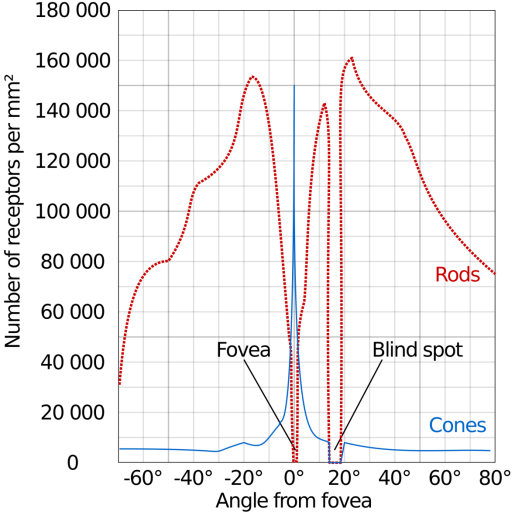 180 000
160 000
140 000
120 000
100 000
80 000
60 000
40 000
20 000
0
Number of receptors per mm²
Rods
Fovea
Blind spot
Cones
-60° -40° -20° 0° 20° 40° 60° 80°
Angle from fovea